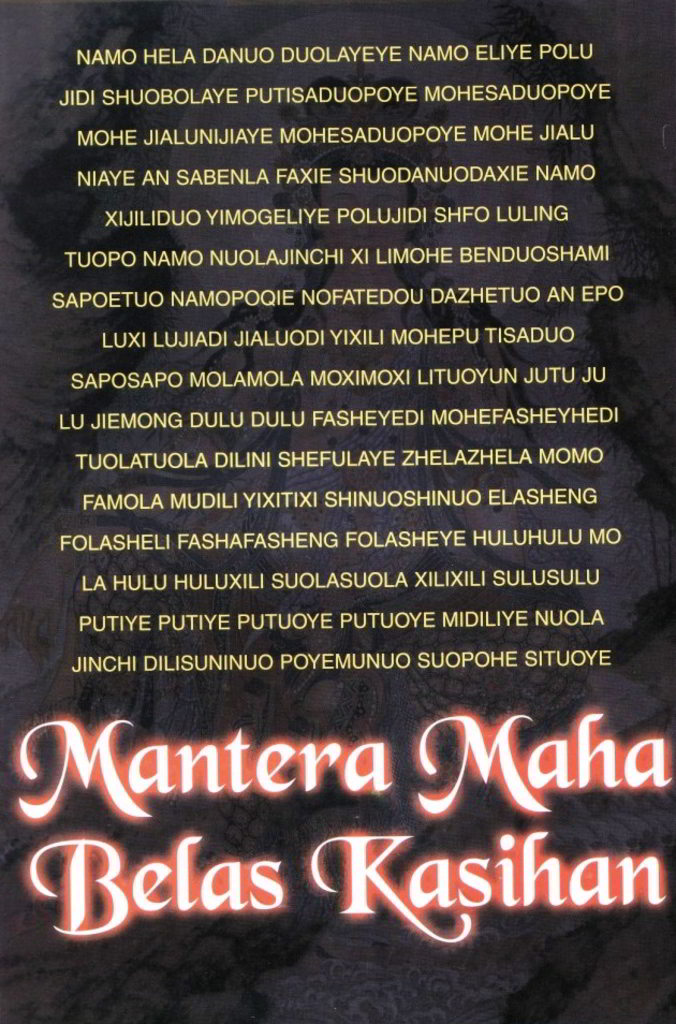 NAMO HELA DANUO DUOLAYEYE NAMO ELIYE POLU
JIDI SHUOBOLAYE PUTISADUOPOYE MOHESADUOPOYE
MOHE JIALUNIJIAYE MOHESADUOPOYE MOHE JIALU
NIAYE AN SABENLA FAXIE SHUODANUODAXIE NAMO
XIJILIDUO YIMOGELIYE POLUJIDI SHFO LULING
TUOPO NAMO NUOLAJINCHI XI LIMOHE BENDUOSHAMI
SAPOETUO NAMOPOQIE NOFATEDOU DAZHETUO AN EPO
LUXI LUJIADI JIALUODI YIXILI MOHEPU TISADUO
SAPOSAPO MOLAMOLA MOXIMOXI LITUOYUN JUTU JU
LU JIEMONG DULU DULU FASHEYEDI MOHEFASHEYHEDI
TUOLATUOLA DILINI SHEFULAYE ZHELAZHELA MOMO
FAMOLA MUDILI YIXITIXI SHINUOSHINUO ELASHENG
FOLASHELI FASHAFASHENG FOLASHEYE HULUHULU MO
LA HULU HULUXILI SUOLASUOLA XILIXILI SULUSULU
PUTIYE PUTIYE PUTUOYE PUTUOYE MIDILIYE NUOLA
JINCHI DILISUNINUO POYEMUNUO SUOPOHE SITUOYE
Mantera Maha
Belas Kasihan